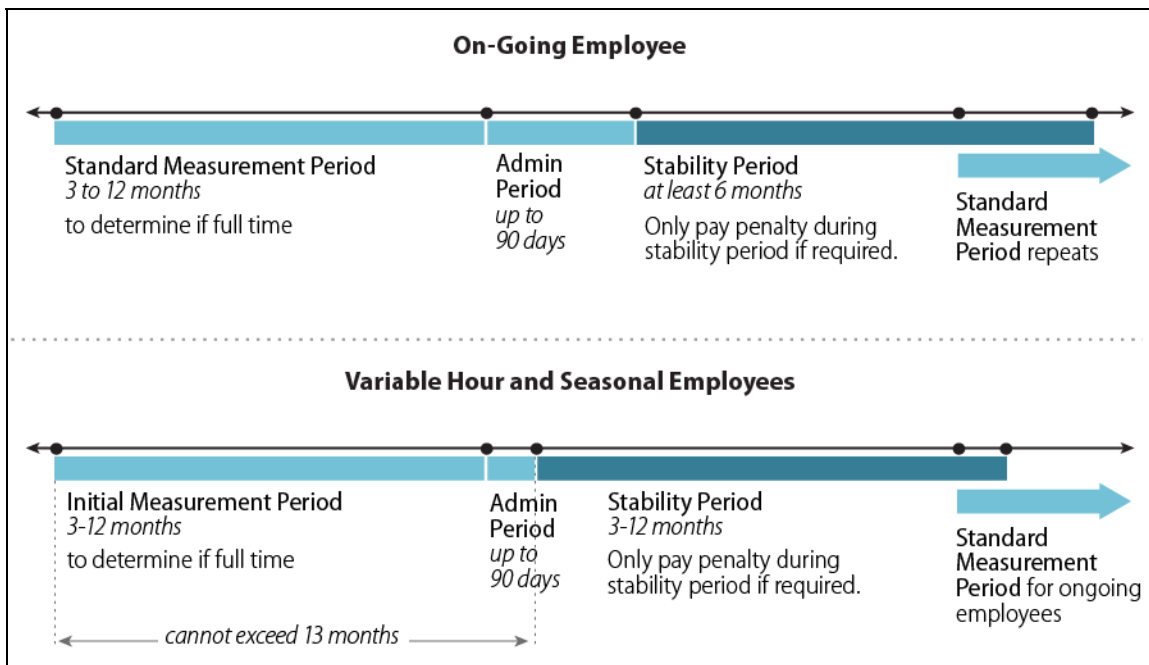 On-Going Employee
Standard Measurement Period
3 to 12 months
to determine if full time
Admin
Period
up to
90 days
Stability Period
at least 6 months
Only pay penalty during
stability period if required.
Standard
Measurement
Period repeats
Variable Hour and Seasonal Employees
Initial Measurement Period
3-12 months
to determine if full time
Admin
Period
up to
90 days
Stability Period
3-12 months
Only pay penalty during
stability period if required.
Standard
Measurement
Period for ongoing
employees
cannot exceed 13 months